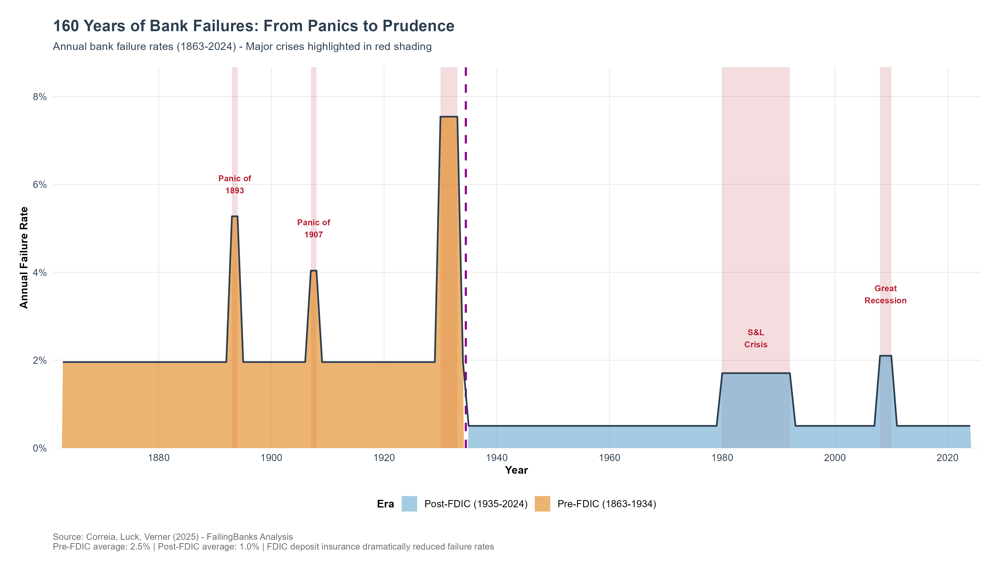 160 Years of Bank Failures: From Panics to Prudence
Annual bank failure rates (1863-2024) - Major crises highlighted in red shading
8%
6%
4%
2%
0%
Annual Failure Rate
Panic of
1893
Panic of
1907
Great
Recession
S&L
Crisis
1880
1900
1920
1940
1960
1980
2000
2020
Year
Era
Post-FDIC (1935-2024)
Pre-FDIC (1863-1934)
Source: Correia, Luck, Verner (2025) - FailingBanks Analysis
Pre-FDIC average: 2.5% | Post-FDIC average: 1.0% | FDIC deposit insurance dramatically reduced failure rates